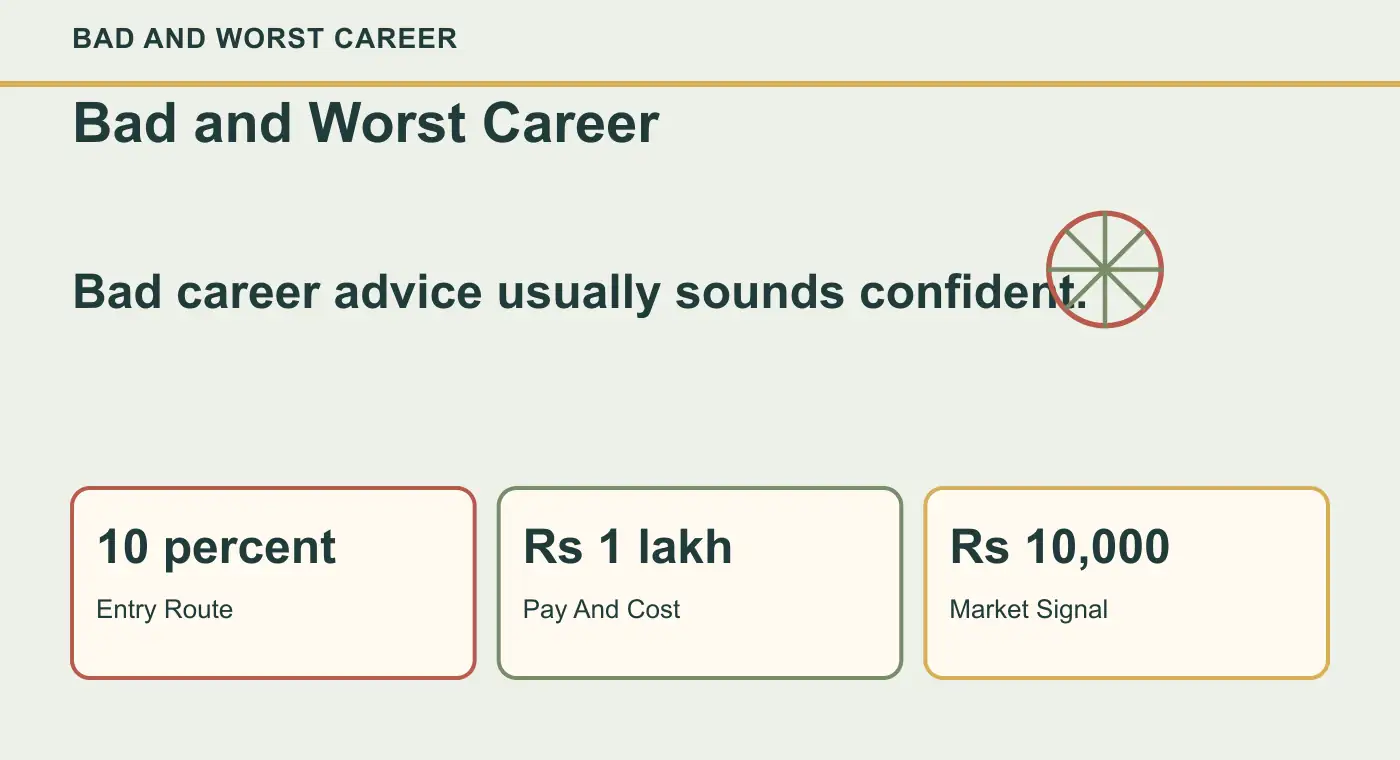 BAD AND WORST CAREER
Bad and Worst Career
Bad career advice usually sounds confident.
10 percent
Entry Route
Rs 1 lakh
Pay And Cost
Rs 10,000
Market Signal